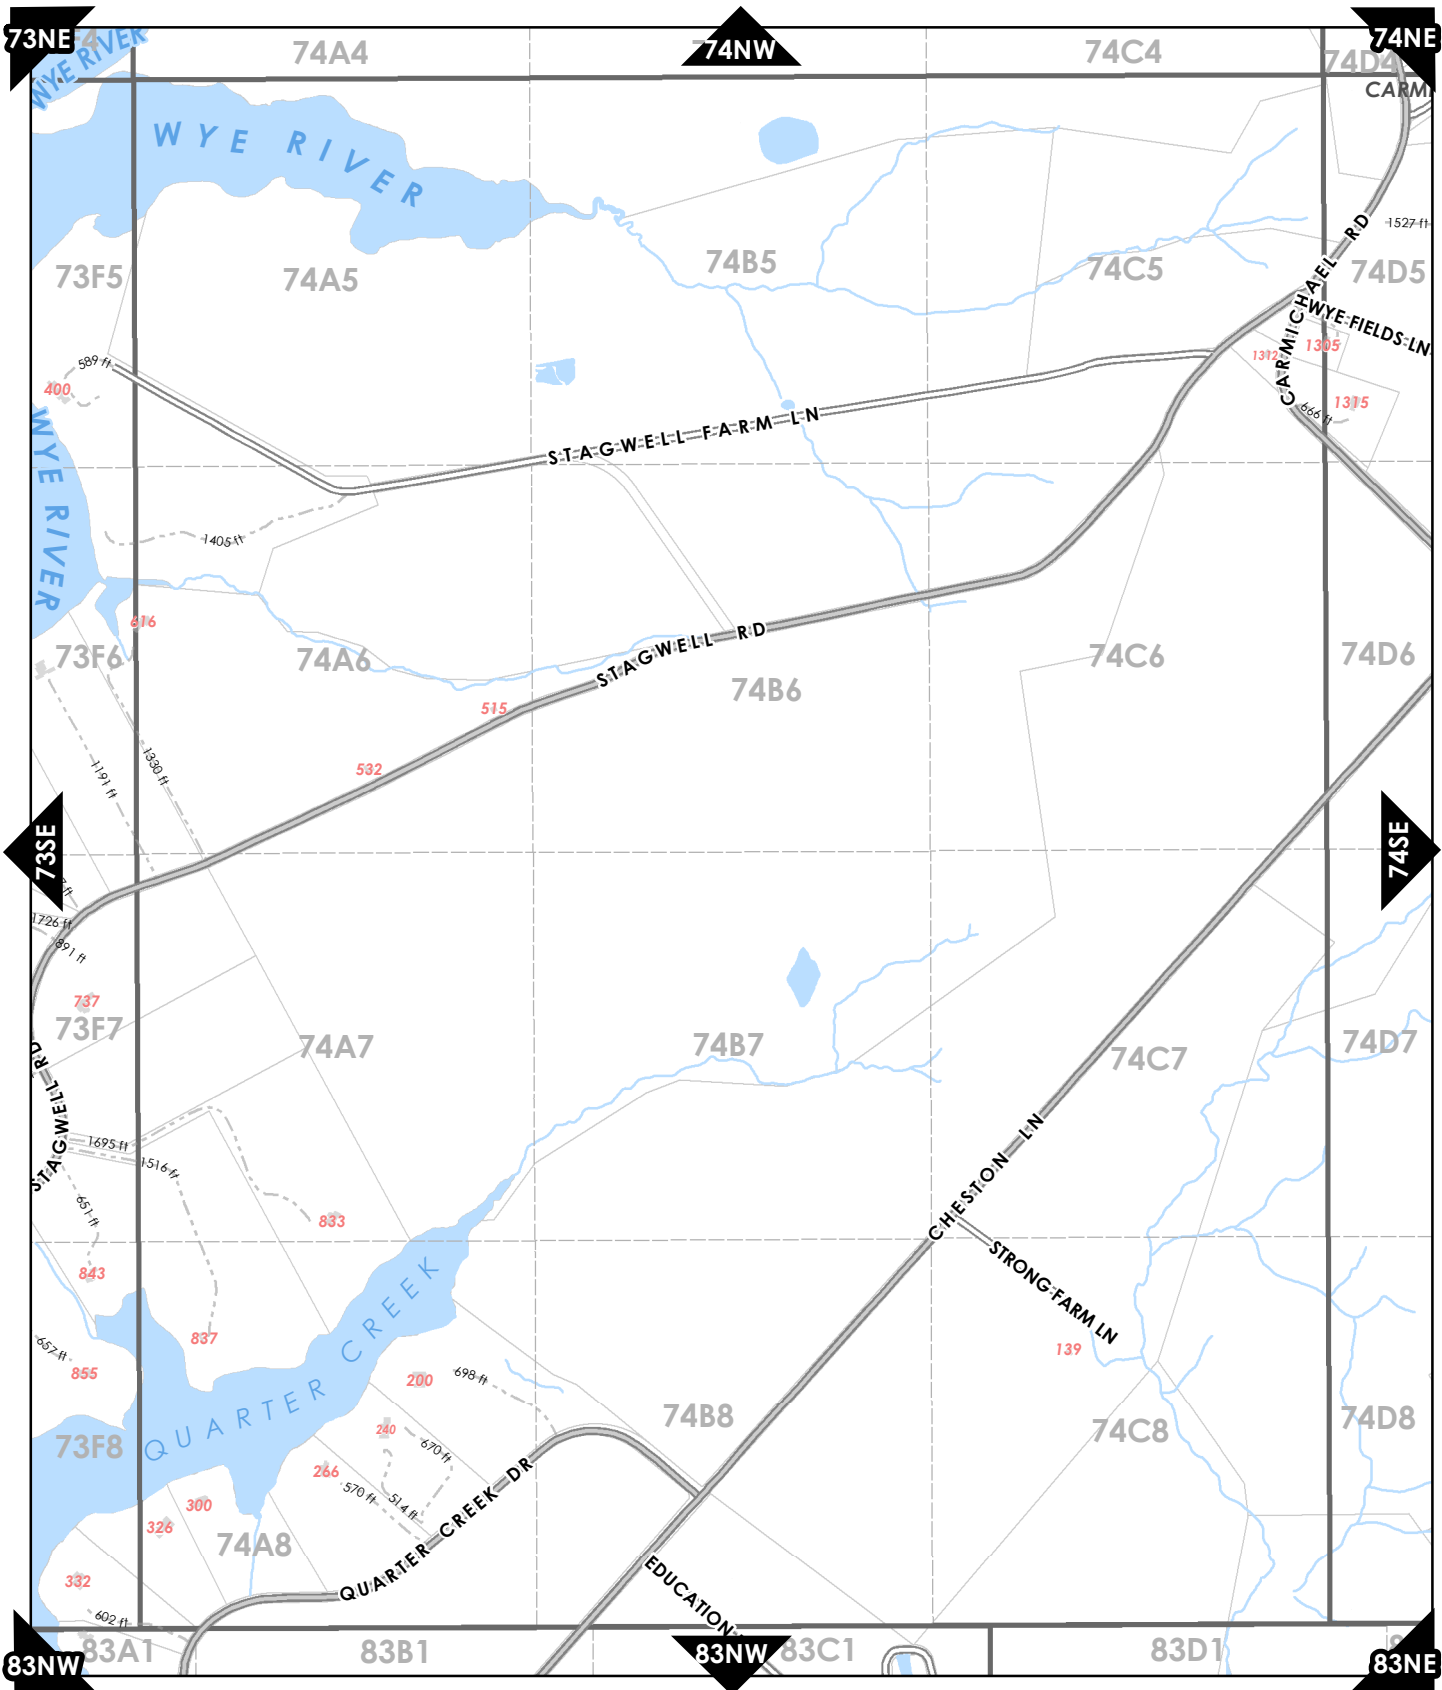 73NE
74A4
74NW
74C4
74NE
74D4
WYE RIVER
WYE RIVER
CARMI
WYE RIVER
1527 ft
73F5
74A5
74B5
74C5
74D5
CARMICHAEL RD
WYE FIELDS LN
1312
1305
589 ft
400
1315
666 ft
STAGWELL FARM LN
WYE RIVER
1405 ft
616
73F6
74A6
STAGWELL RD
74B6
74C6
74D6
515
532
1330 ft
1191 ft
73SE
74SE
1726 ft
891 ft
737
73F7
74A7
74B7
74C7
74D7
STAGWELL RD
1695 ft
1516 ft
651 ft
833
CHESTON LN
STRONG FARM LN
843
837
139
657 ft
855
QUARTER CREEK
200
698 ft
240
670 ft
266
570 ft
514 ft
73F8
74B8
74C8
74D8
QUARTER CREEK DR
300
326
74A8
332
602 ft
EDUCATION
83NW
83A1
83B1
83NW
83C1
83D1
83NE